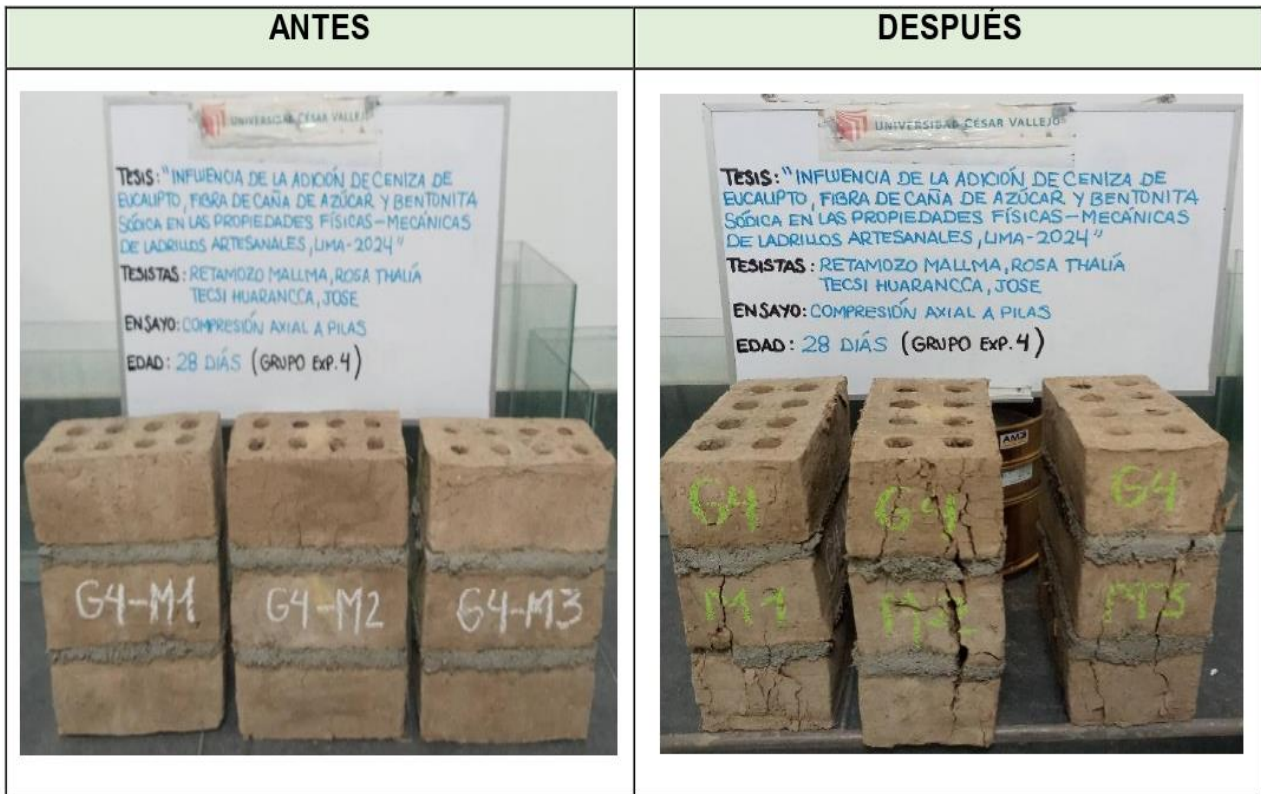 ANTES
DESPUÉS
UNIVERSIDAD CÉSAR VALLEJO
TESIS: "INFLUENCIA DE LA ADICIÓN DE CENIZA DE
EUCALIPTO, FIBRA DE CAÑA DE AZÚCAR Y BENTONITA
SÓDICA EN LAS PROPIEDADES FÍSICAS-MECÁNICAS
DE LADRILLOS ARTESANALES, LIMA-2024"
TESISTAS: RETAMOZO MALLMA, ROSA THALÍA
TECSI HUARANCCA, JOSE
ENSAYO: COMPRESIÓN AXIAL A PILAS
EDAD: 28 DIÁS (GRUPO EXP. 4)
G4-M1
G4-M2
G4-M3
UNIVERSIDAD CÉSAR VALLEJO
TESIS: "INFLUENCIA DE LA ADICIÓN DE CENIZA DE
EUCALIPTO, FIBRA DE CAÑA DE AZÚCAR Y BENTONITA
SÓDICA EN LAS PROPIEDADES FÍSICAS-MECÁNICAS
DE LADRILLOS ARTESANALES, LIMA-2024"
TESISTAS: RETAMOZO MALLMA, ROSA THALÍA
TECSI HUARANCCA, JOSE
ENSAYO: COMPRESIÓN AXIAL A PILAS
EDAD: 28 DIÁS (GRUPO EXP. 4)
G4
G4
G4
M1
M2
M3